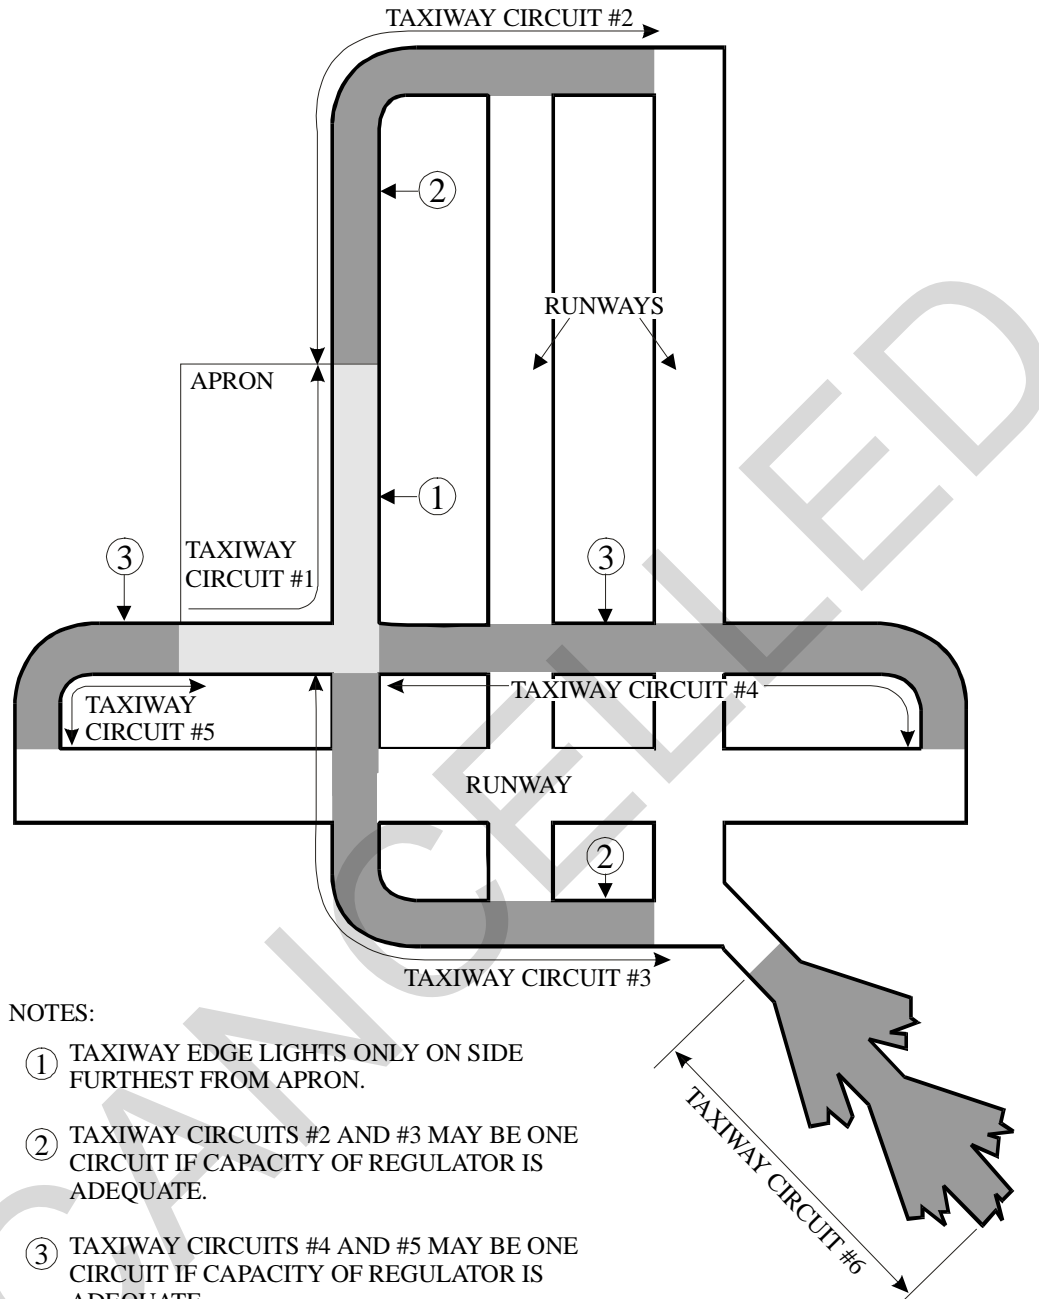 TAXIWAY CIRCUIT #2
2
RUNWAYS
APRON
1
3
TAXIWAY
CIRCUIT #1
3
TAXIWAY CIRCUIT #4
TAXIWAY
CIRCUIT #5
RUNWAY
2
TAXIWAY CIRCUIT #3
TAXIWAY CIRCUIT #6
NOTES:
1 TAXIWAY EDGE LIGHTS ONLY ON SIDE
FURTHEST FROM APRON.
2 TAXIWAY CIRCUITS #2 AND #3 MAY BE ONE
CIRCUIT IF CAPACITY OF REGULATOR IS
ADEQUATE.
3 TAXIWAY CIRCUITS #4 AND #5 MAY BE ONE
CIRCUIT IF CAPACITY OF REGULATOR IS
ADEQUATE
CANCELLED